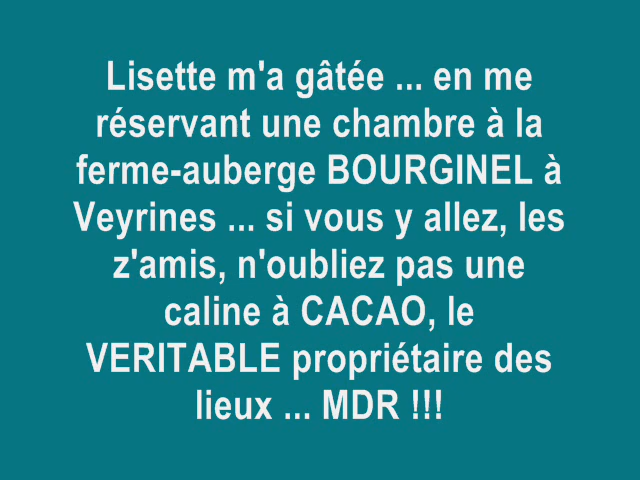 Lisette m'a gâtée ... en me
réservant une chambre à la
ferme-auberge BOURGINEL à
Veyrines ... si vous y allez, les
z'amis, n'oubliez pas une
caline à CACAO, le
VERITABLE propriétaire des
lieux ... MDR !!!